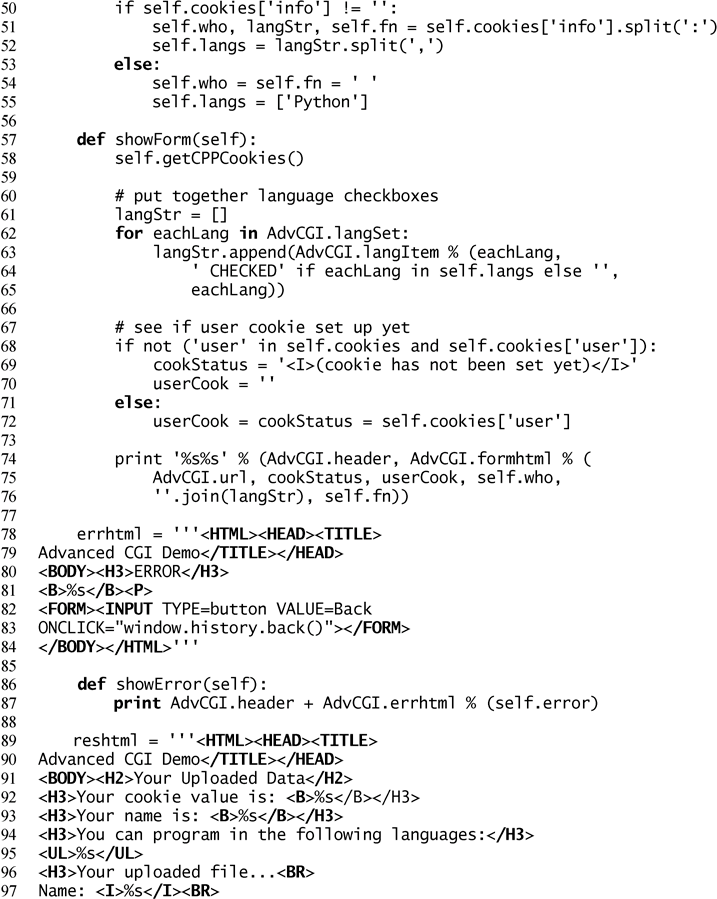 50          if self.cookies['info'] != '':
51              self.who, langStr, self.fn = self.cookies['info'].split(':')
52              self.langs = langStr.split(',')
53          else:
54              self.who = self.fn = ' '
55              self.langs = ['Python']
56
57      def showForm(self):
58          self.getCPPCookies()
59
60          # put together language checkboxes
61          langStr = []
62          for eachLang in AdvCGI.langSet:
63              langStr.append(AdvCGI.langItem % (eachLang,
64                  ' CHECKED' if eachLang in self.langs else '',
65                  eachLang))
66
67          # see if user cookie set up yet
68          if not ('user' in self.cookies and self.cookies['user']):
69              cookStatus = '<I>(cookie has not been set yet)</I>'
70              userCook = ''
71          else:
72              userCook = cookStatus = self.cookies['user']
73
74          print '%s%s' % (AdvCGI.header, AdvCGI.formhtml % (
75              AdvCGI.url, cookStatus, userCook, self.who,
76              ''.join(langStr), self.fn))
77
78      errhtml = '''<HTML><HEAD><TITLE>
79  Advanced CGI Demo</TITLE></HEAD>
80  <BODY><H3>ERROR</H3>
81  <B>%s</B><P>
82  <FORM><INPUT TYPE=button VALUE=Back
83  ONCLICK="window.history.back()"></FORM>
84  </BODY></HTML>'''
85
86      def showError(self):
87          print AdvCGI.header + AdvCGI.errhtml % (self.error)
88
89      reshtml = '''<HTML><HEAD><TITLE>
90  Advanced CGI Demo</TITLE></HEAD>
91  <BODY><H2>Your Uploaded Data</H2>
92  <H3>Your cookie value is: <B>%s</B></H3>
93  <H3>Your name is: <B>%s</B></H3>
94  <H3>You can program in the following languages:</H3>
95  <UL>%s</UL>
96  <H3>Your uploaded file...<BR>
97  Name: <I>%s</I><BR>